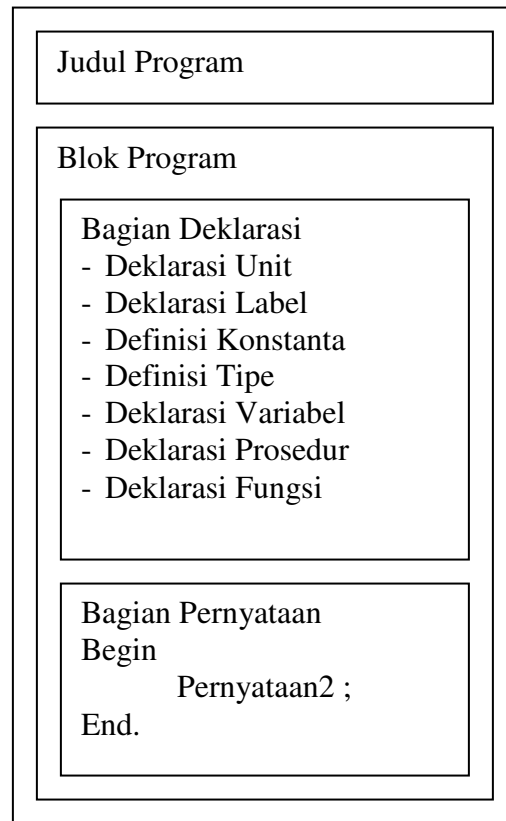 Judul Program
Blok Program
Bagian Deklarasi
- Deklarasi Unit
- Deklarasi Label
- Definisi Konstanta
- Definisi Tipe
- Deklarasi Variabel
- Deklarasi Prosedur
- Deklarasi Fungsi
Bagian Pernyataan
Begin
Pernyataan2 ;
End.